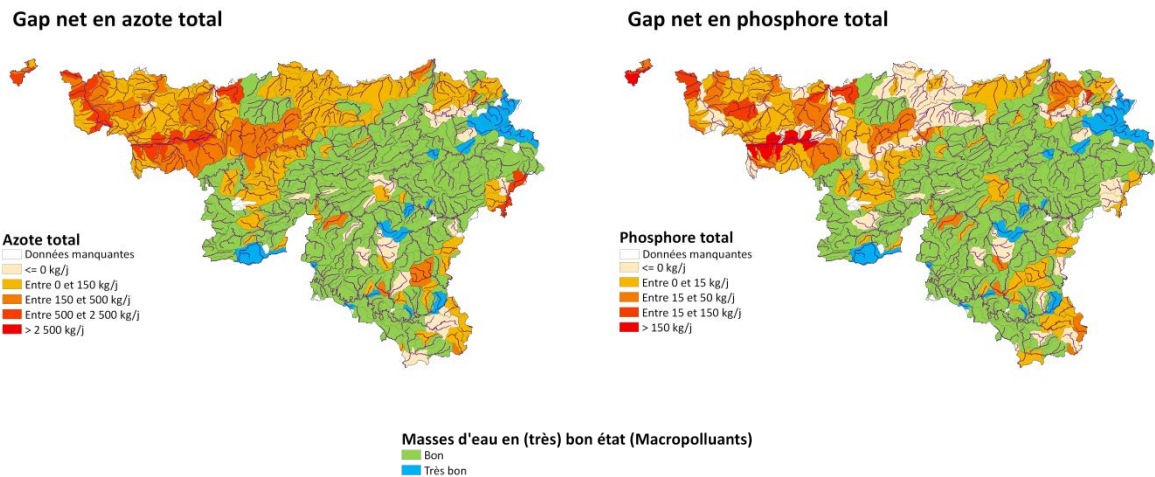 Gap net en azote total
Gap net en phosphore total
Azote total
Données manquantes
<= 0 kg/j
Entre 0 et 150 kg/j
Entre 150 et 500 kg/j
Entre 500 et 2 500 kg/j
> 2 500 kg/j
Phosphore total
Données manquantes
<= 0 kg/j
Entre 0 et 15 kg/j
Entre 15 et 50 kg/j
Entre 15 et 150 kg/j
> 150 kg/j
Masses d'eau en (très) bon état (Macropolluants)
Bon
Très bon